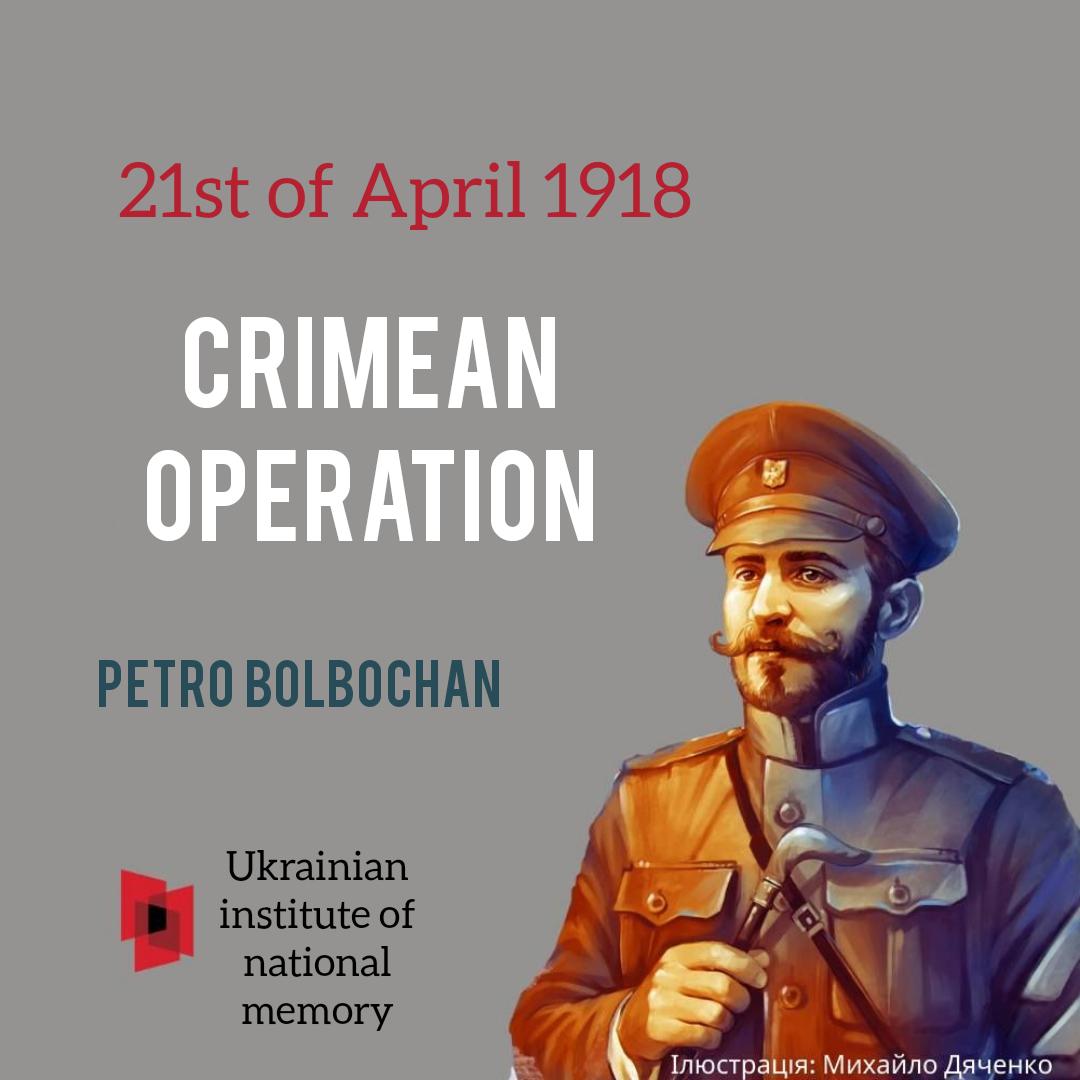 21st of April 1918
CRIMEAN
OPERATION
PETRO BOLBOCHAN
Ukrainian
institute of
national
memory
Ілюстрація: Михайло Дяченко